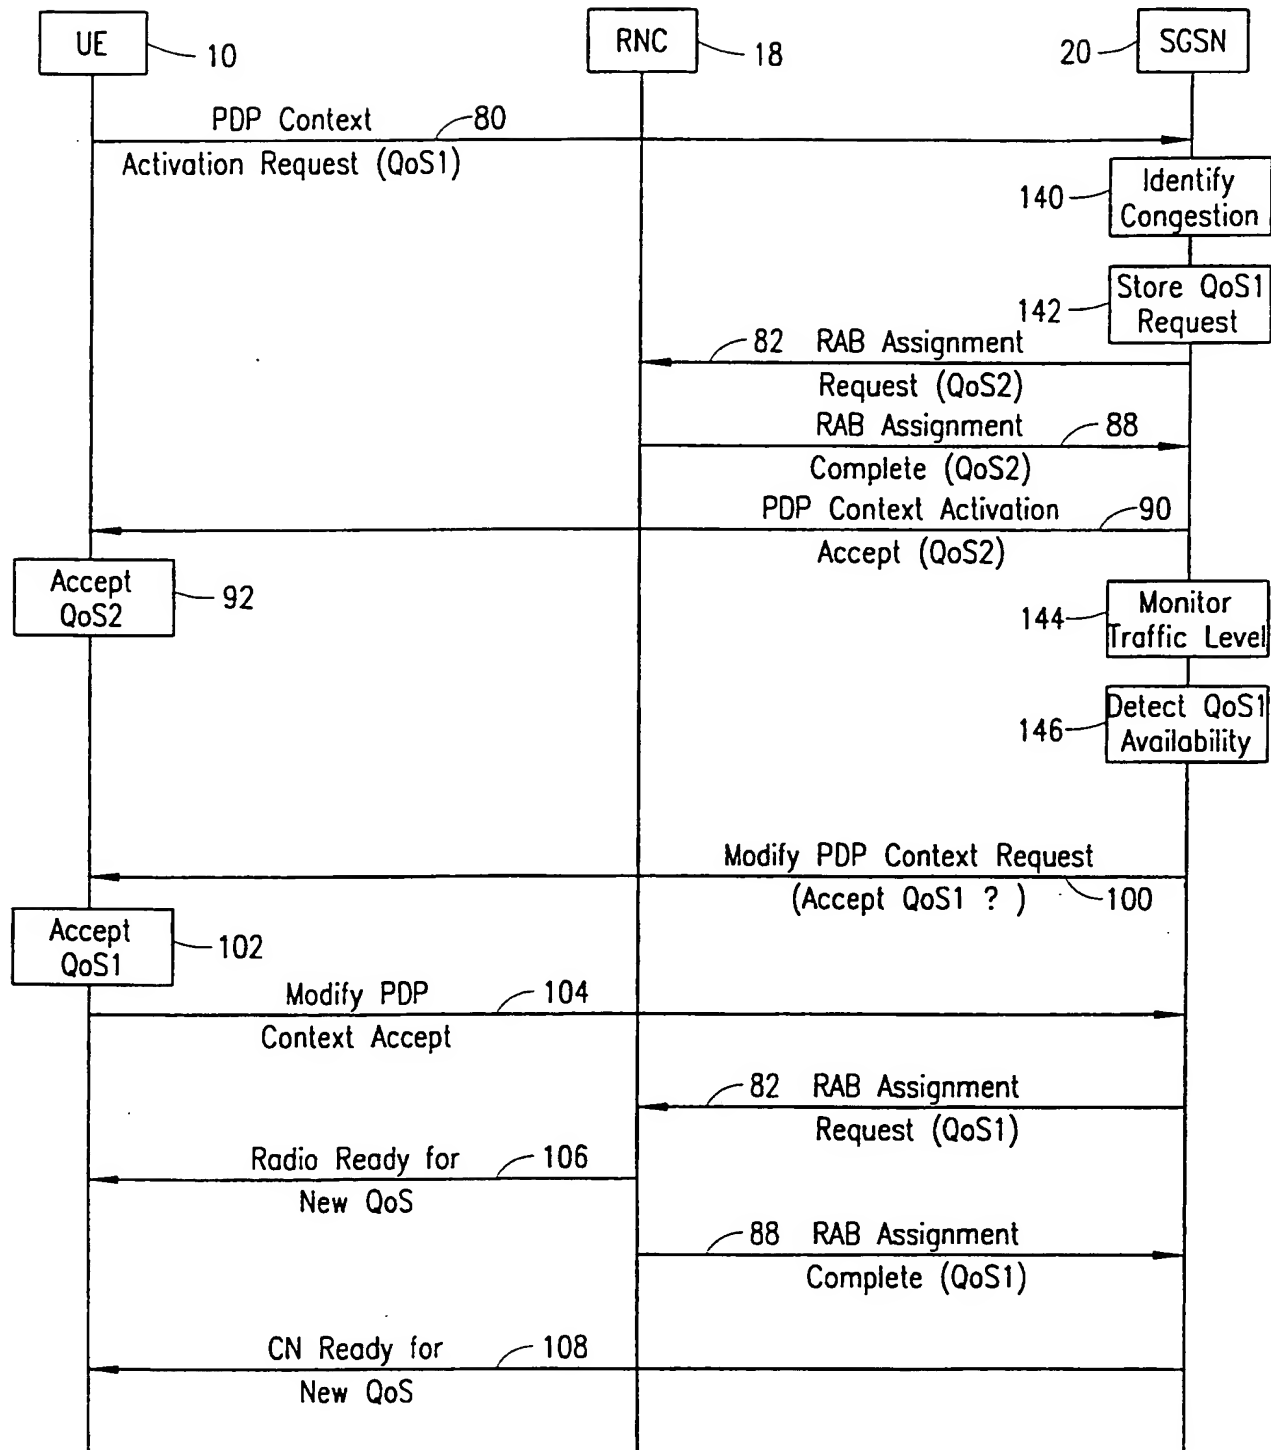 UE
10
RNC
18
20
SGSN
PDP Context
80
Activation Request (QoS1)
140
Identify
Congestion
142
Store QoS1
Request
82 RAB Assignment
Request (QoS2)
RAB Assignment
88
Complete (QoS2)
PDP Context Activation
90
Accept (QoS2)
Accept
QoS2
92
144
Monitor
Traffic Level
146
Detect QoS1
Availability
Modify PDP Context Request
(Accept QoS1 ? )
100
Accept
QoS1
102
Modify PDP
104
Context Accept
82 RAB Assignment
Request (QoS1)
Radio Ready for
106
New QoS
88 RAB Assignment
Complete (QoS1)
CN Ready for
108
New QoS